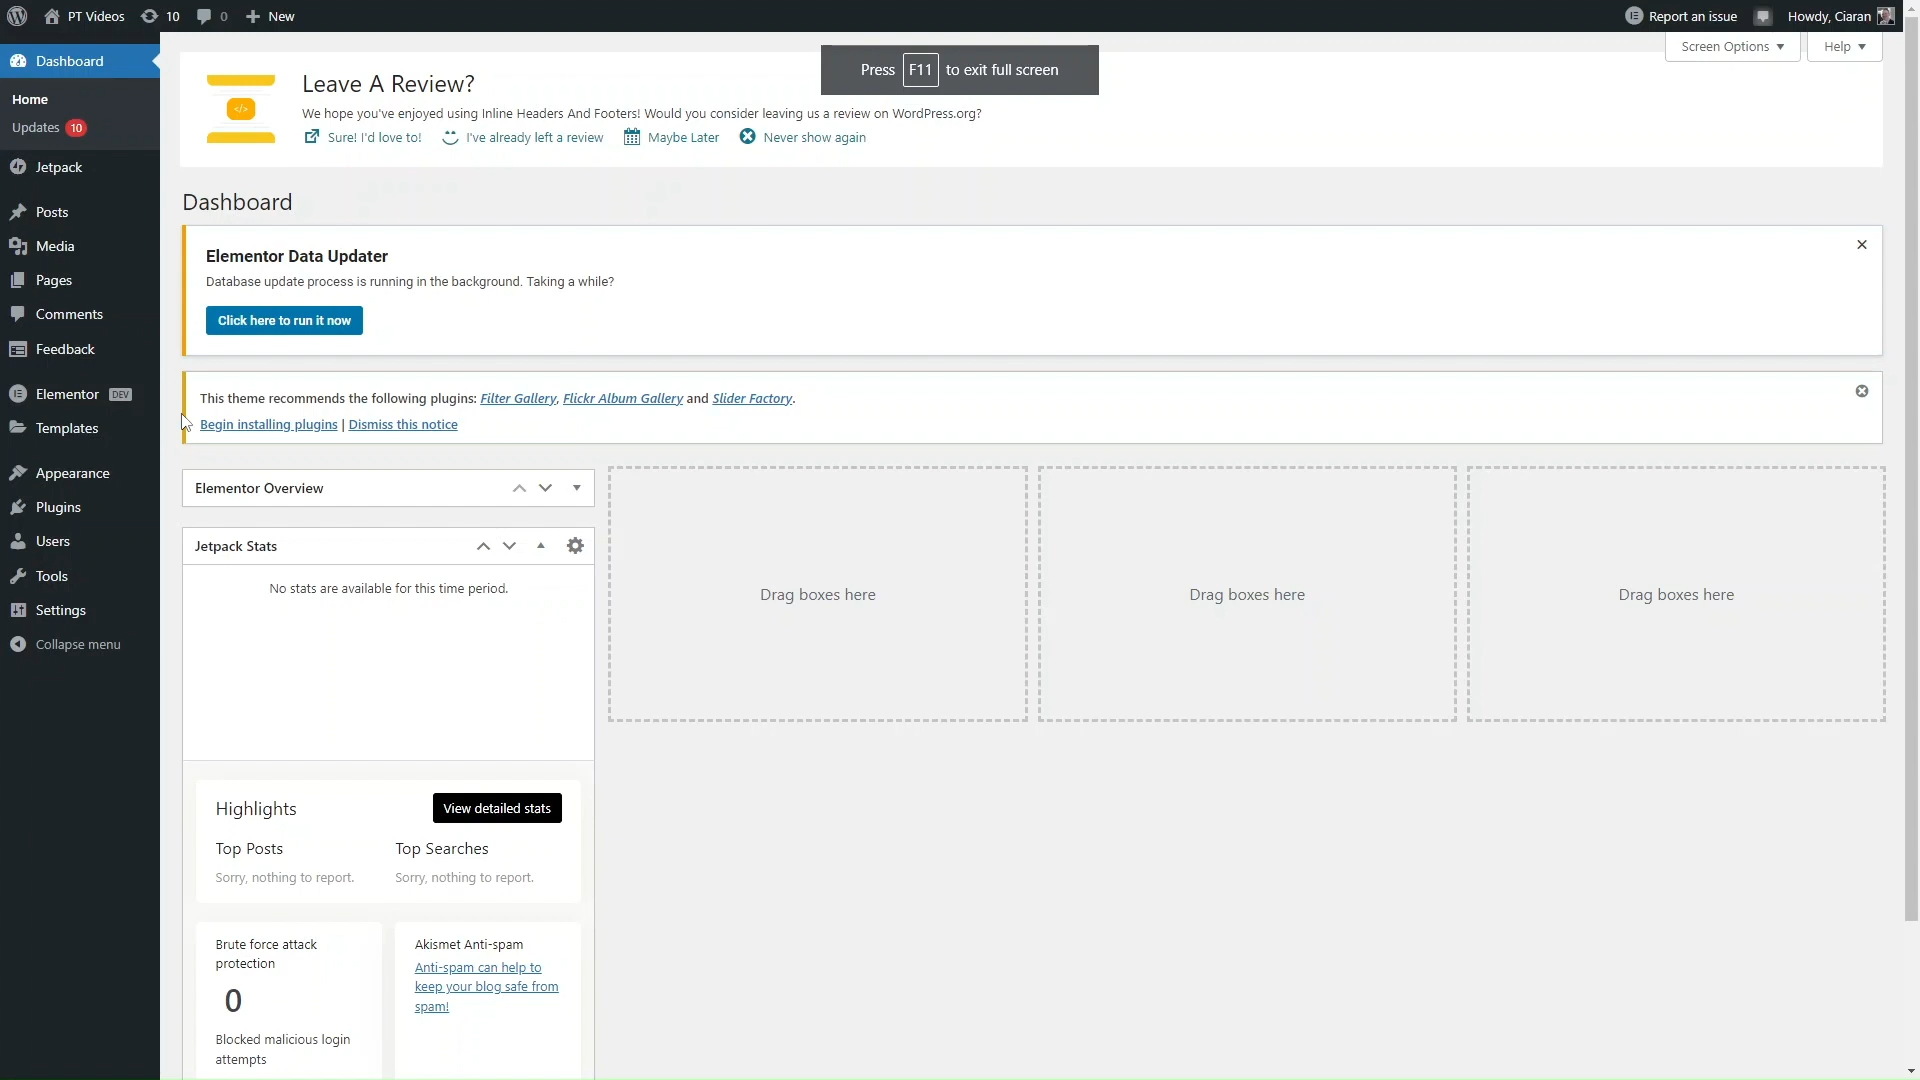 PT Videos 10 0 New
Report an issue Howdy, Ciaran
Dashboard
Home
Updates 10
Jetpack
Posts
Media
Pages
Comments
Feedback
Elementor DEV
Templates
Appearance
Plugins
Users
Tools
Settings
Collapse menu
Screen Options Help
Press F11 to exit full screen
</>
Leave A Review?
We hope you've enjoyed using Inline Headers And Footers! Would you consider leaving us a review on WordPress.org?
Sure! I'd love to! I've already left a review Maybe Later Never show again
Dashboard
Elementor Data Updater
Database update process is running in the background. Taking a while?
Click here to run it now
This theme recommends the following plugins: Filter Gallery, Flickr Album Gallery and Slider Factory.
Begin installing plugins | Dismiss this notice
Elementor Overview
Jetpack Stats
No stats are available for this time period.
Highlights View detailed stats
Top Posts
Sorry, nothing to report.
Top Searches
Sorry, nothing to report.
Brute force attack
protection
0
Blocked malicious login
attempts
Akismet Anti-spam
Anti-spam can help to
keep your blog safe from
spam!
Drag boxes here
Drag boxes here
Drag boxes here